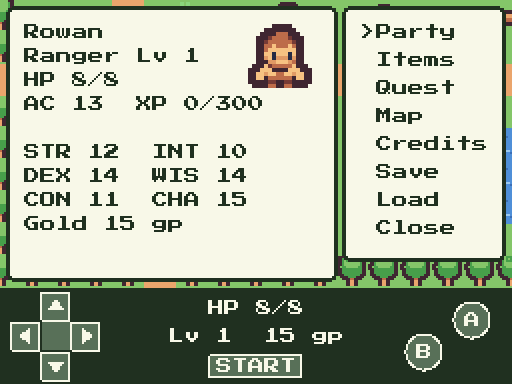 Rowan
Ranger Lv 1
HP 8/8
AC 13 XP 0/300
STR 12 INT 10
DEX 14 WIS 14
CON 11 CHA 15
Gold 15 gp
>Party
Items
Quest
Map
Credits
Save
Load
Close
HP 8/8
Lv 1 15 gp
START
B
A